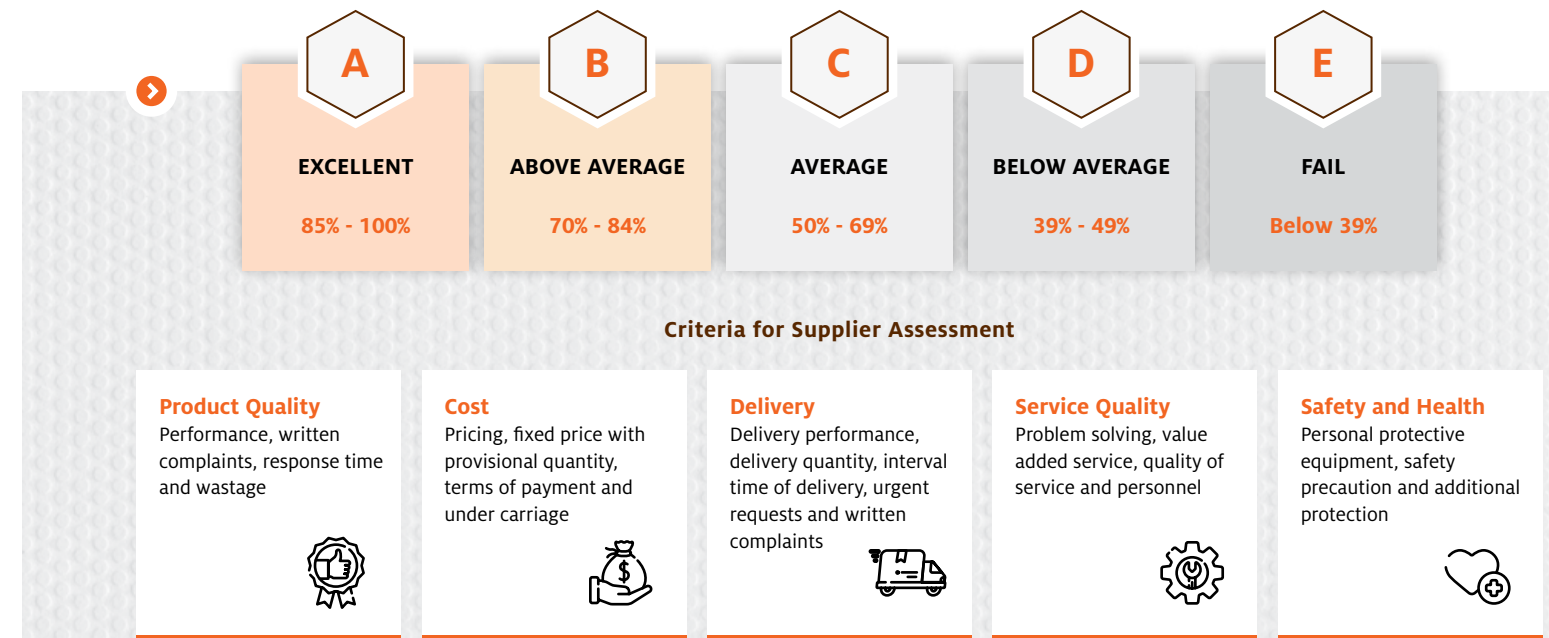 A
B
C
D
E
EXCELLENT
ABOVE AVERAGE
AVERAGE
BELOW AVERAGE
FAIL
85% - 100%
70% - 84%
50% - 69%
39% - 49%
Below 39%
Criteria for Supplier Assessment
Product Quality
Performance, written
complaints, response time
and wastage
Cost
Pricing, fixed price with
provisional quantity,
terms of payment and
under carriage
$
Delivery
Delivery performance,
delivery quantity, interval
time of delivery, urgent
requests and written
complaints
Service Quality
Problem solving, value
added service, quality of
service and personnel
Safety and Health
Personal protective
equipment, safety
precaution and additional
protection